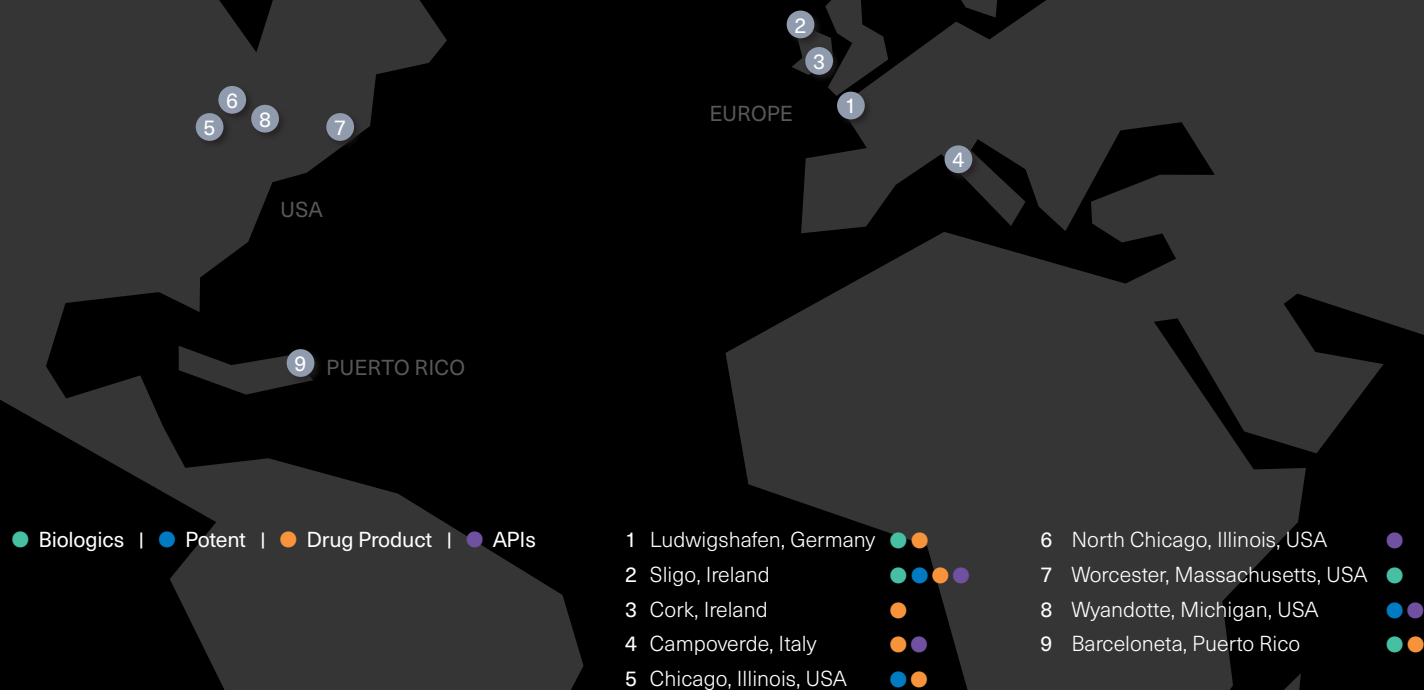 2
3
6
5
8
7
EUROPE
1
4
USA
9
PUERTO RICO
Biologics | Potent | Drug Product | APIs
1 Ludwigshafen, Germany
2 Sligo, Ireland
3 Cork, Ireland
4 Campoverde, Italy
5 Chicago, Illinois, USA
6 North Chicago, Illinois, USA
7 Worcester, Massachusetts, USA
8 Wyandotte, Michigan, USA
9 Barceloneta, Puerto Rico